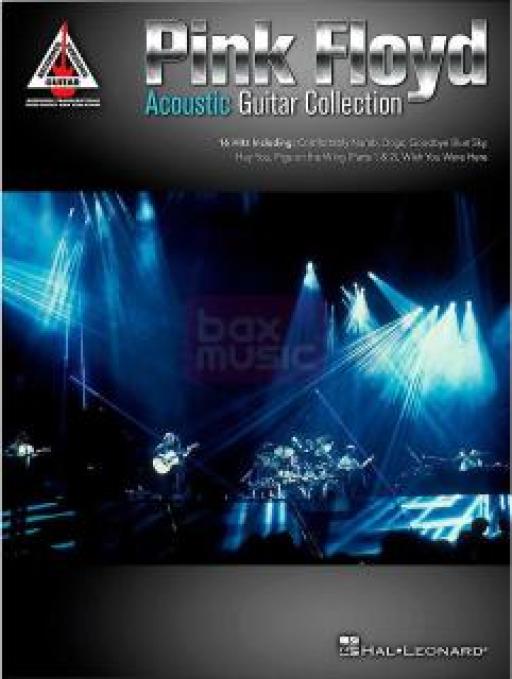 Pink Floyd
Acoustic Guitar Collection
16 Hits Including: Comfortably Numb, Dogs, Goodbye Blue Sky
Hey You, Pigs on the Wing (Parts 1 & 2), Wish You Were Here
GUITAR
bax
music
HAL•LEONARD®